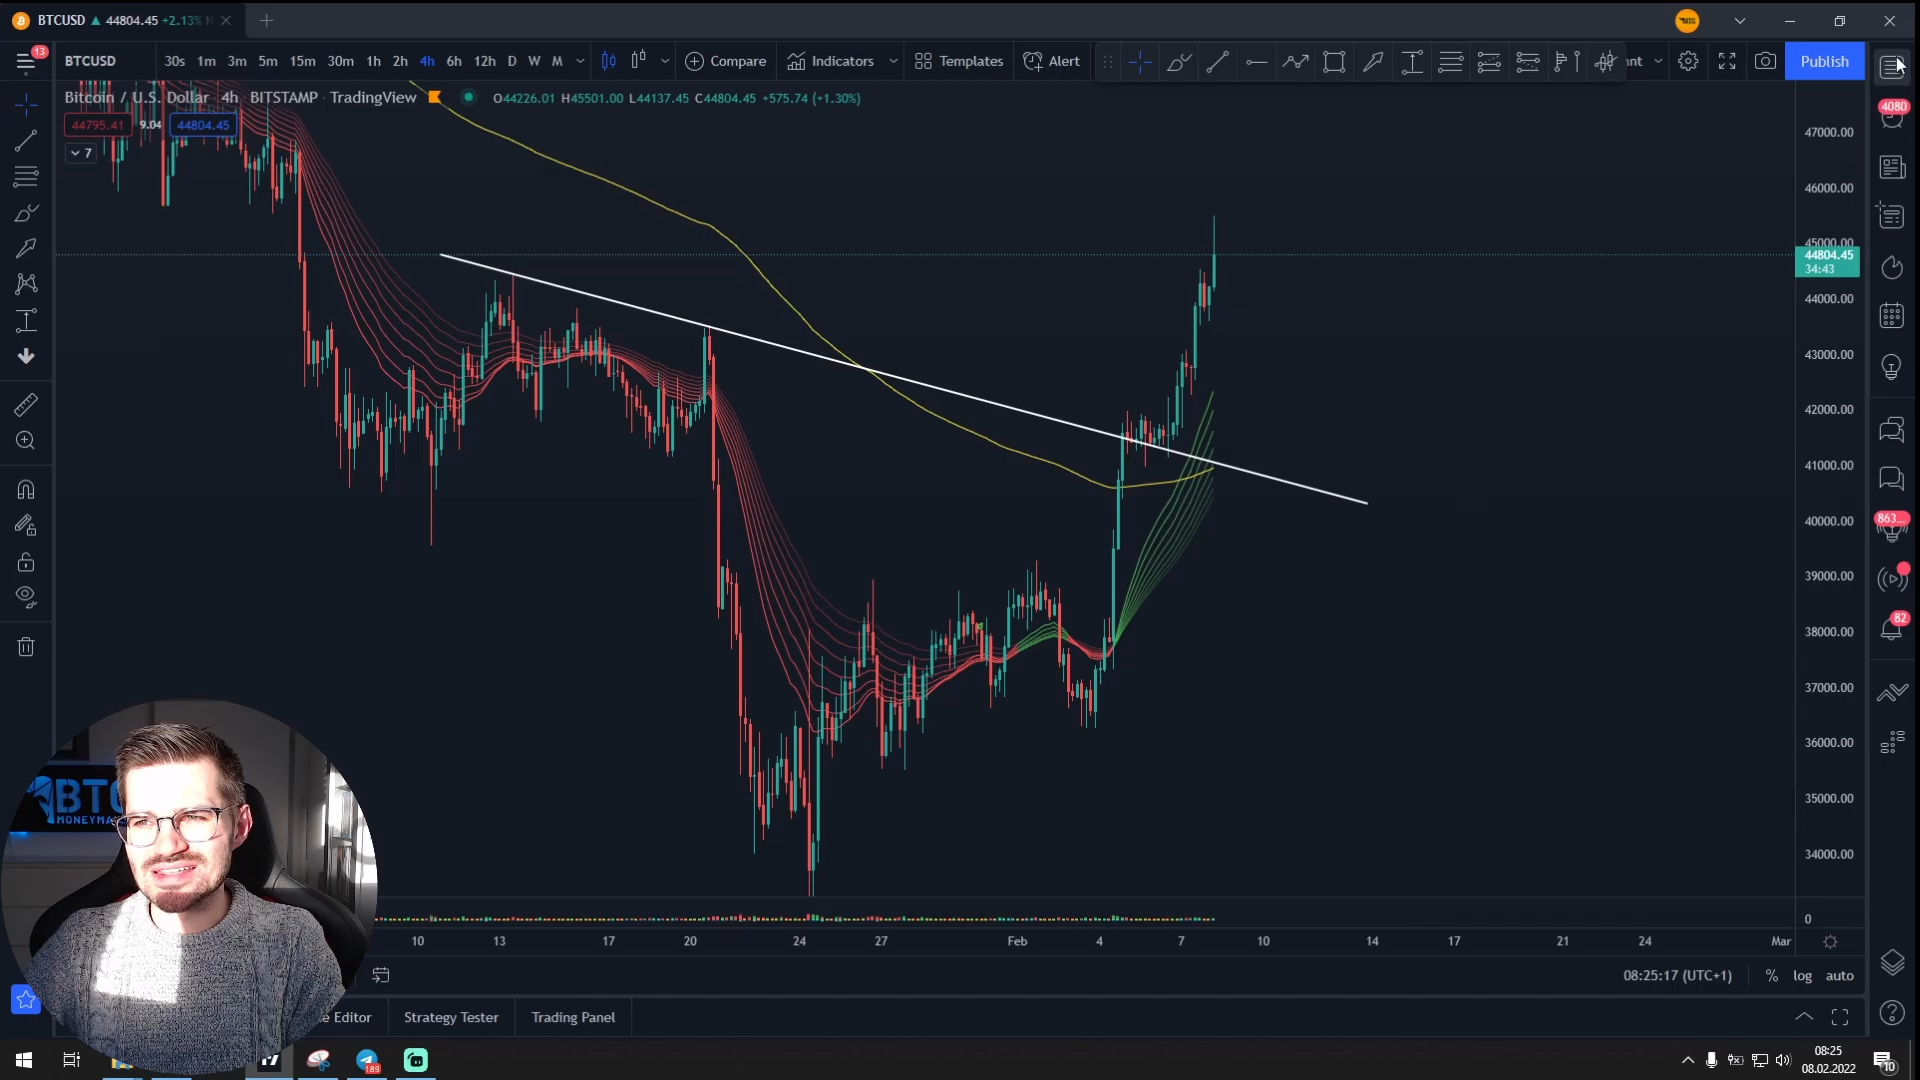 BTCUSD ▲ 44804.45 +2.13%
13 BTCUSD 30s 1m 3m 5m 15m 30m 1h 2h 4h 6h 12h D W M Compare Indicators Templates Alert nt Publish
Bitcoin / U.S. Dollar 4h BITSTAMP TradingView O44226.01 H45501.00 L44137.45 C44804.45 +575.74 (+1.30%)
44795.41 9.04 44804.45
7
4080
863...
82
47000.00
46000.00
45000.00
44804.45
34:43
44000.00
43000.00
42000.00
41000.00
40000.00
39000.00
38000.00
37000.00
36000.00
35000.00
34000.00
0
BTC
MONEYMA
10 13 17 20 24 27 Feb 4 7 10 14 17 21 24 Mar
08:25:17 (UTC+1) % log auto
e Editor Strategy Tester Trading Panel
189
08:25
08.02.2022
10